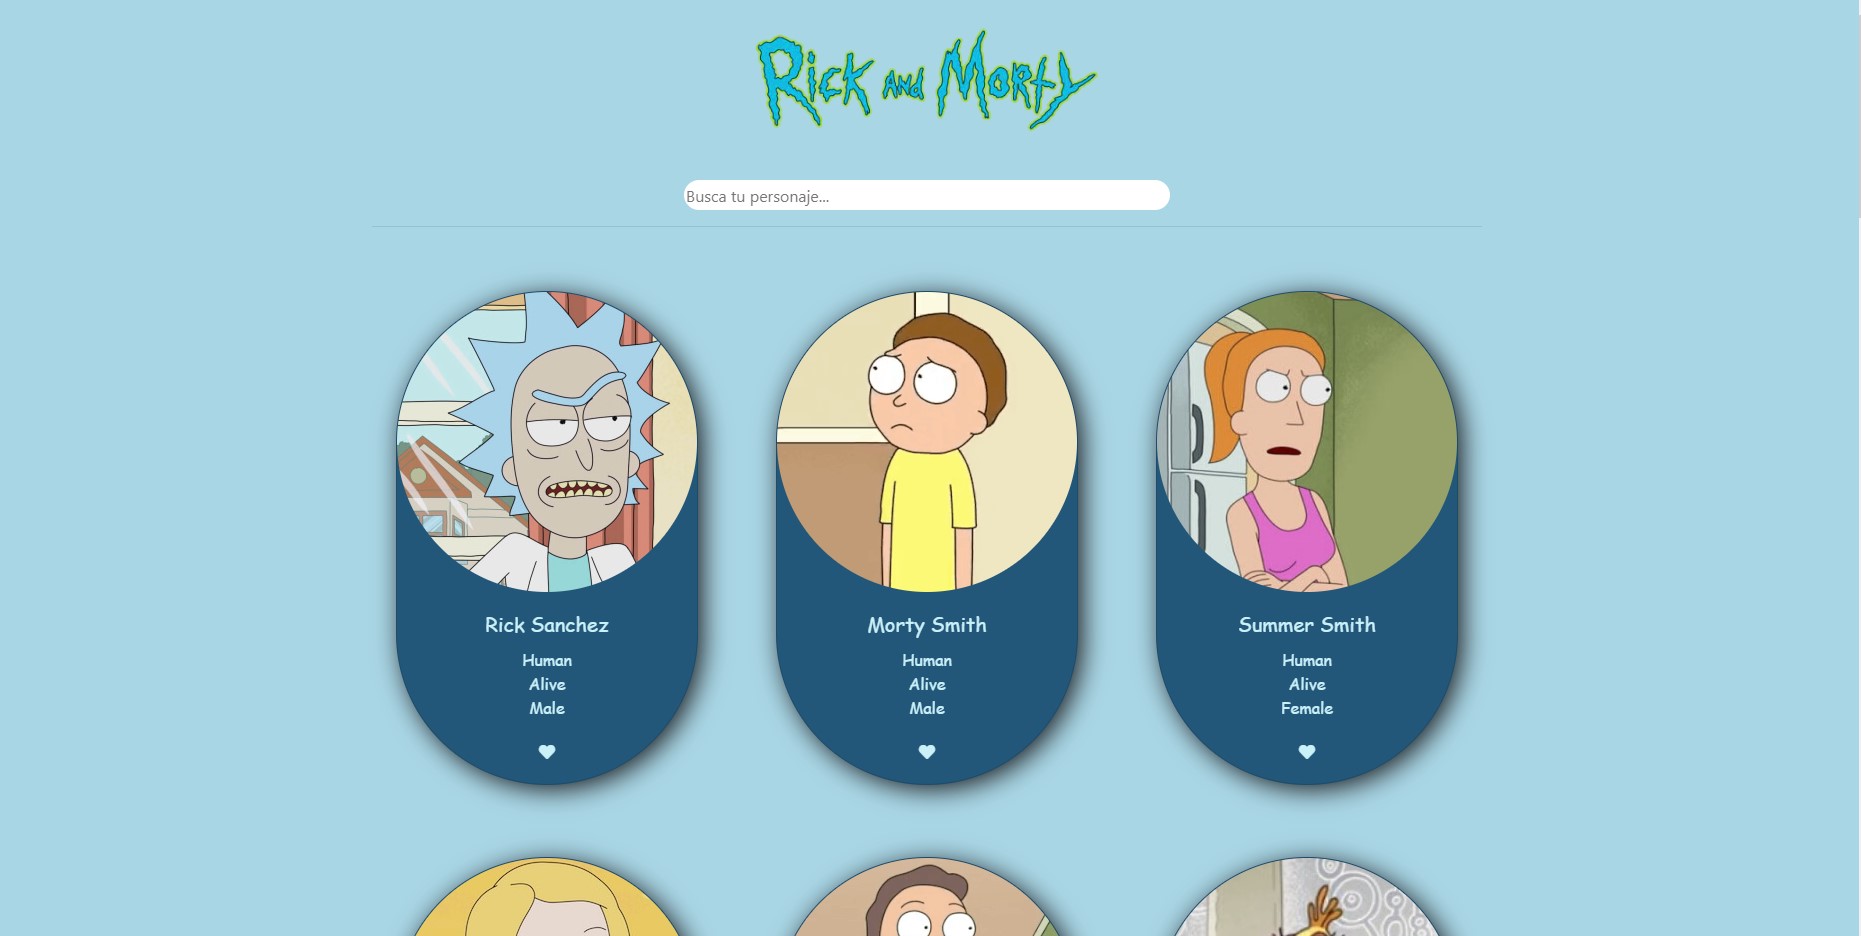 Rick and Morty
Busca tu personaje...
Rick Sanchez
Human
Alive
Male
Morty Smith
Human
Alive
Male
Summer Smith
Human
Alive
Female